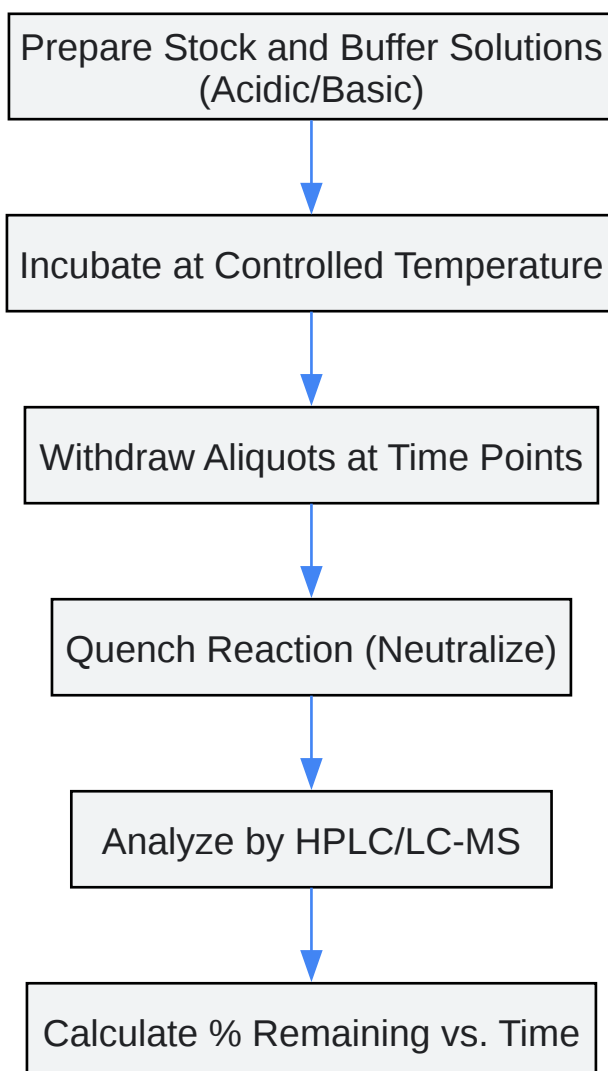 Prepare Stock and Buffer Solutions
(Acidic/Basic)
Incubate at Controlled Temperature
Withdraw Aliquots at Time Points
Quench Reaction (Neutralize)
Analyze by HPLC/LC-MS
Calculate % Remaining vs. Time